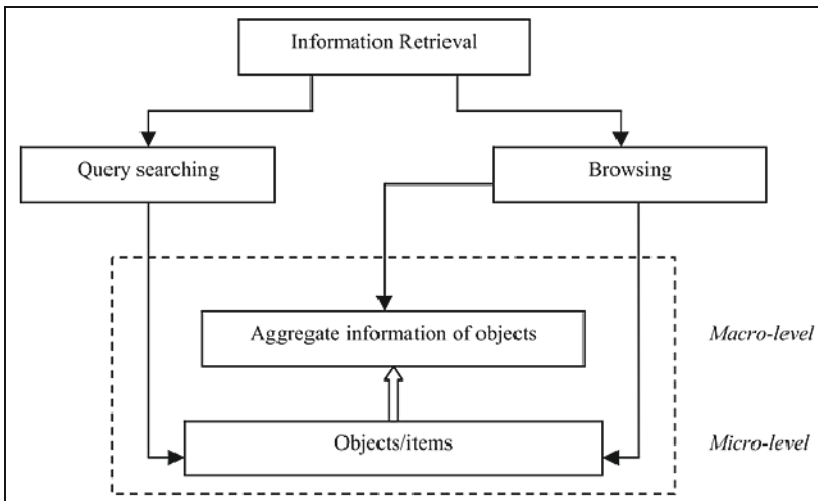 Information Retrieval
Query searching
Browsing
Aggregate information of objects
Macro-level
Objects/items
Micro-level